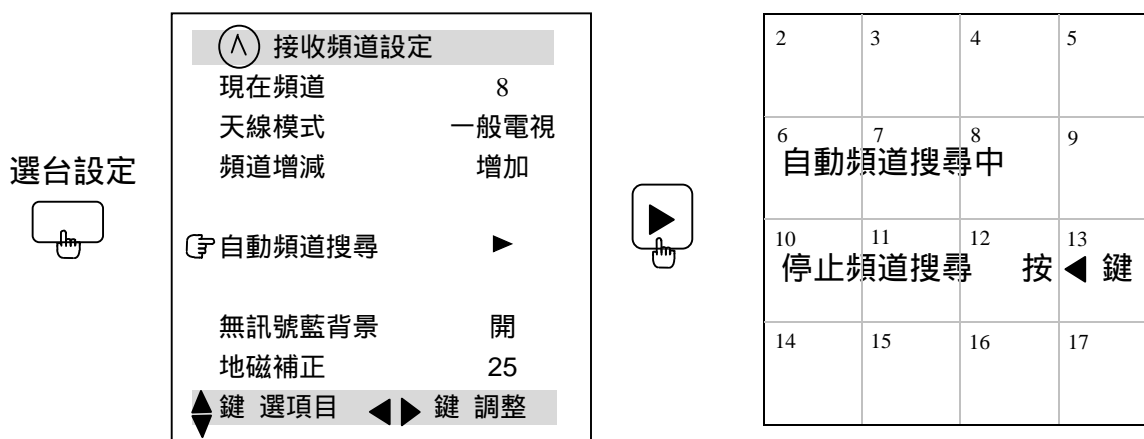 選台設定
Ⓐ 接收頻道設定
現在頻道 8
天線模式 一般電視
頻道增減 增加
☞自動頻道搜尋 ▶
無訊號藍背景 開
地磁補正 25
▲▼鍵 選項目 ◀▶ 鍵 調整
▶
2 3 4 5
6 7 8 9
自動頻道搜尋中
10 11 12 13
停止頻道搜尋 按 ◀ 鍵
14 15 16 17